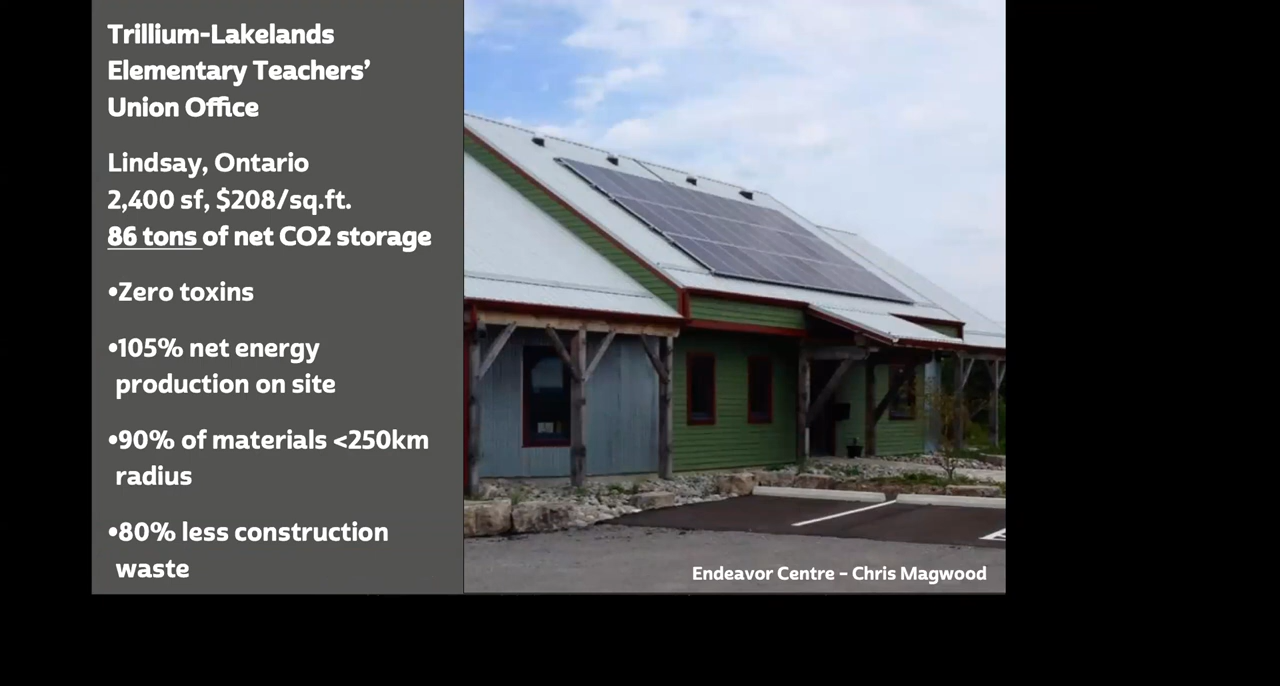 Trillium-Lakelands
Elementary Teachers’
Union Office
Lindsay, Ontario
2,400 sf, $208/sq.ft.
86 tons of net CO2 storage
•Zero toxins
•105% net energy
production on site
•90% of materials <250km
radius
•80% less construction
waste
Endeavor Centre – Chris Magwood